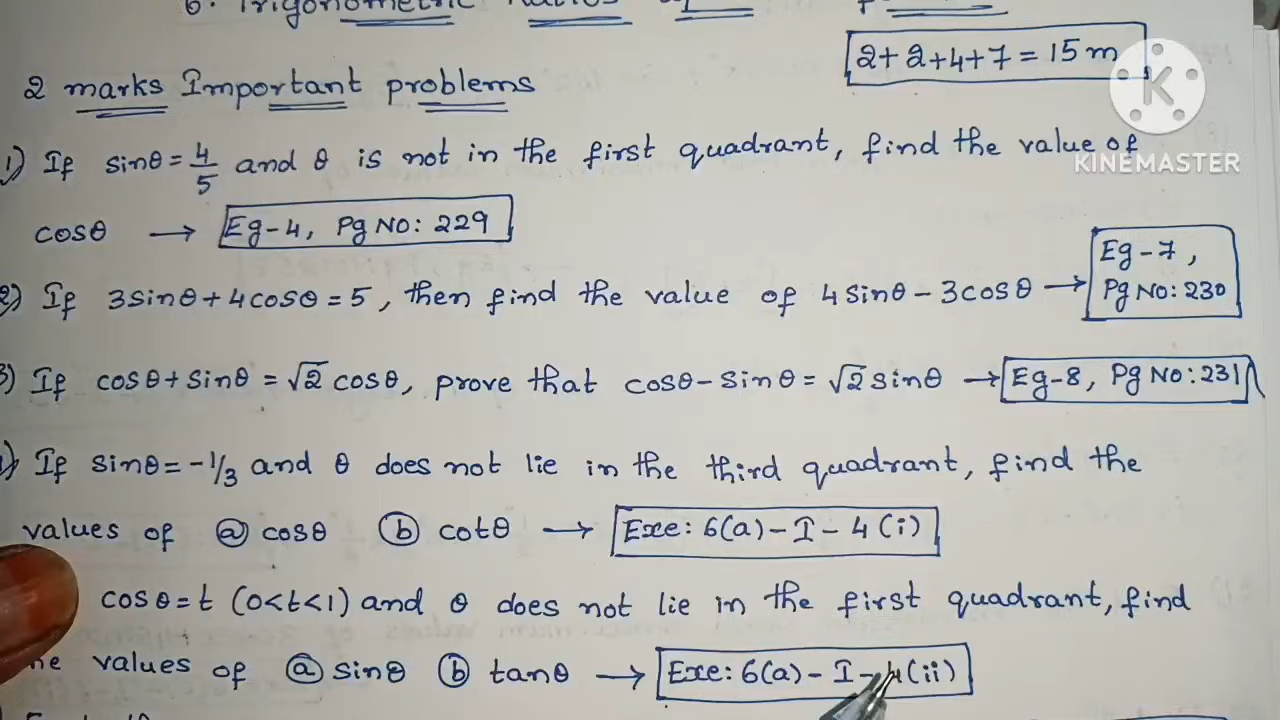 6. Trigonometric Ratios
2+2+4+7=15m
2 marks Important problems
1) If sinθ = 4/5 and θ is not in the first quadrant, find the value of
KINEMASTER
cosθ → Eg-4, Pg NO: 229
2) If 3sinθ+4cosθ=5, then find the value of 4sinθ-3cosθ → Eg-7, Pg NO: 230
3) If cosθ+sinθ = √2 cosθ, prove that cosθ-sinθ = √2 sinθ → Eg-8, Pg NO: 231
If sinθ = -1/3 and θ does not lie in the third quadrant, find the
values of ⓐ cosθ ⓑ cotθ → Exe: 6(a)-I-4(i)
cosθ=t (0<t<1) and θ does not lie in the first quadrant, find
values of ⓐ sinθ ⓑ tanθ → Exe: 6(a)-I-4(ii)